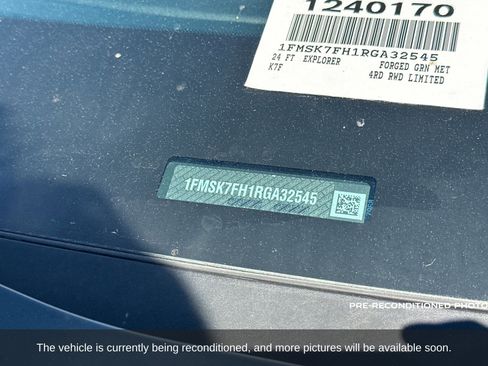 1240170
1FMSK7FH1RGA32545
24 FT EXPLORER FORGED GRN MET
K7F 4RD RWD LIMITED
1FMSK7FH1RGA32545
PRE-RECONDITIONED PHOTO
The vehicle is currently being reconditioned, and more pictures will be available soon.